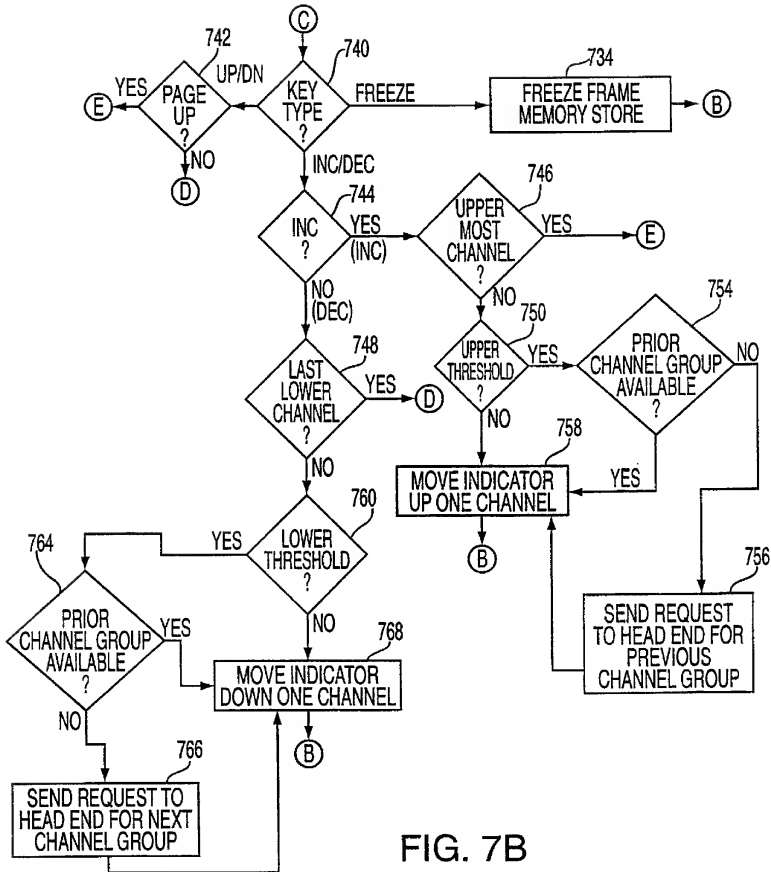 C
742
740
734
YES
UP/DN
E
PAGE
UP
?
KEY
TYPE
?
FREEZE
FREEZE FRAME
MEMORY STORE
B
NO
D
INC/DEC
744
746
INC
?
YES
(INC)
UPPER
MOST
CHANNEL
?
YES
E
NO
(DEC)
NO
748
750
754
LAST
LOWER
CHANNEL
?
YES
D
UPPER
THRESHOLD
?
YES
PRIOR
CHANNEL GROUP
AVAILABLE
?
NO
NO
NO
758
MOVE INDICATOR
UP ONE CHANNEL
YES
B
760
764
YES
LOWER
THRESHOLD
?
756
PRIOR
CHANNEL GROUP
AVAILABLE
?
YES
NO
768
SEND REQUEST
TO HEAD END FOR
PREVIOUS
CHANNEL GROUP
MOVE INDICATOR
DOWN ONE CHANNEL
NO
B
766
SEND REQUEST TO
HEAD END FOR NEXT
CHANNEL GROUP
FIG. 7B